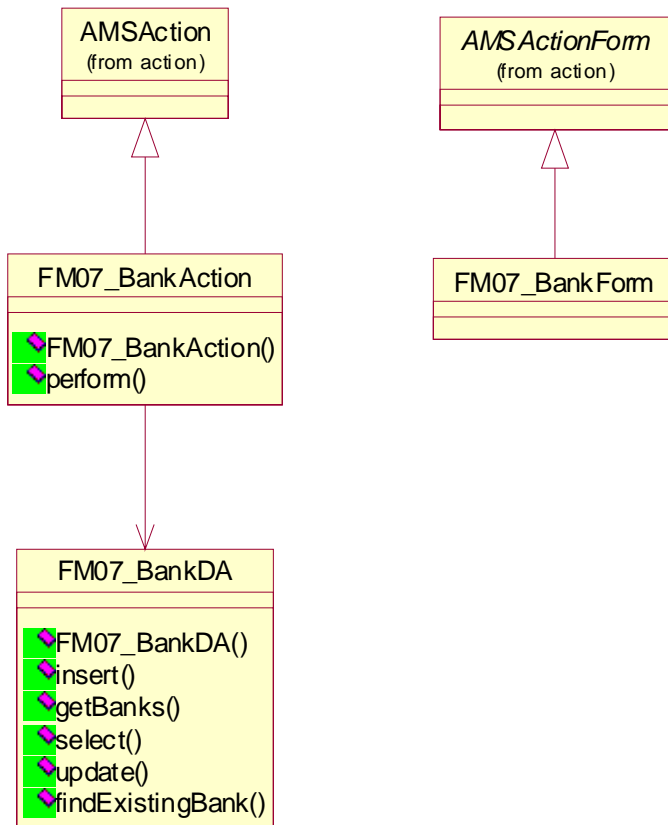 AMSAction
(from action)
AMSActionForm
(from action)
FM07_BankAction
FM07_BankAction()
perform()
FM07_BankForm
FM07_BankDA
FM07_BankDA()
insert()
getBanks()
select()
update()
findExistingBank()